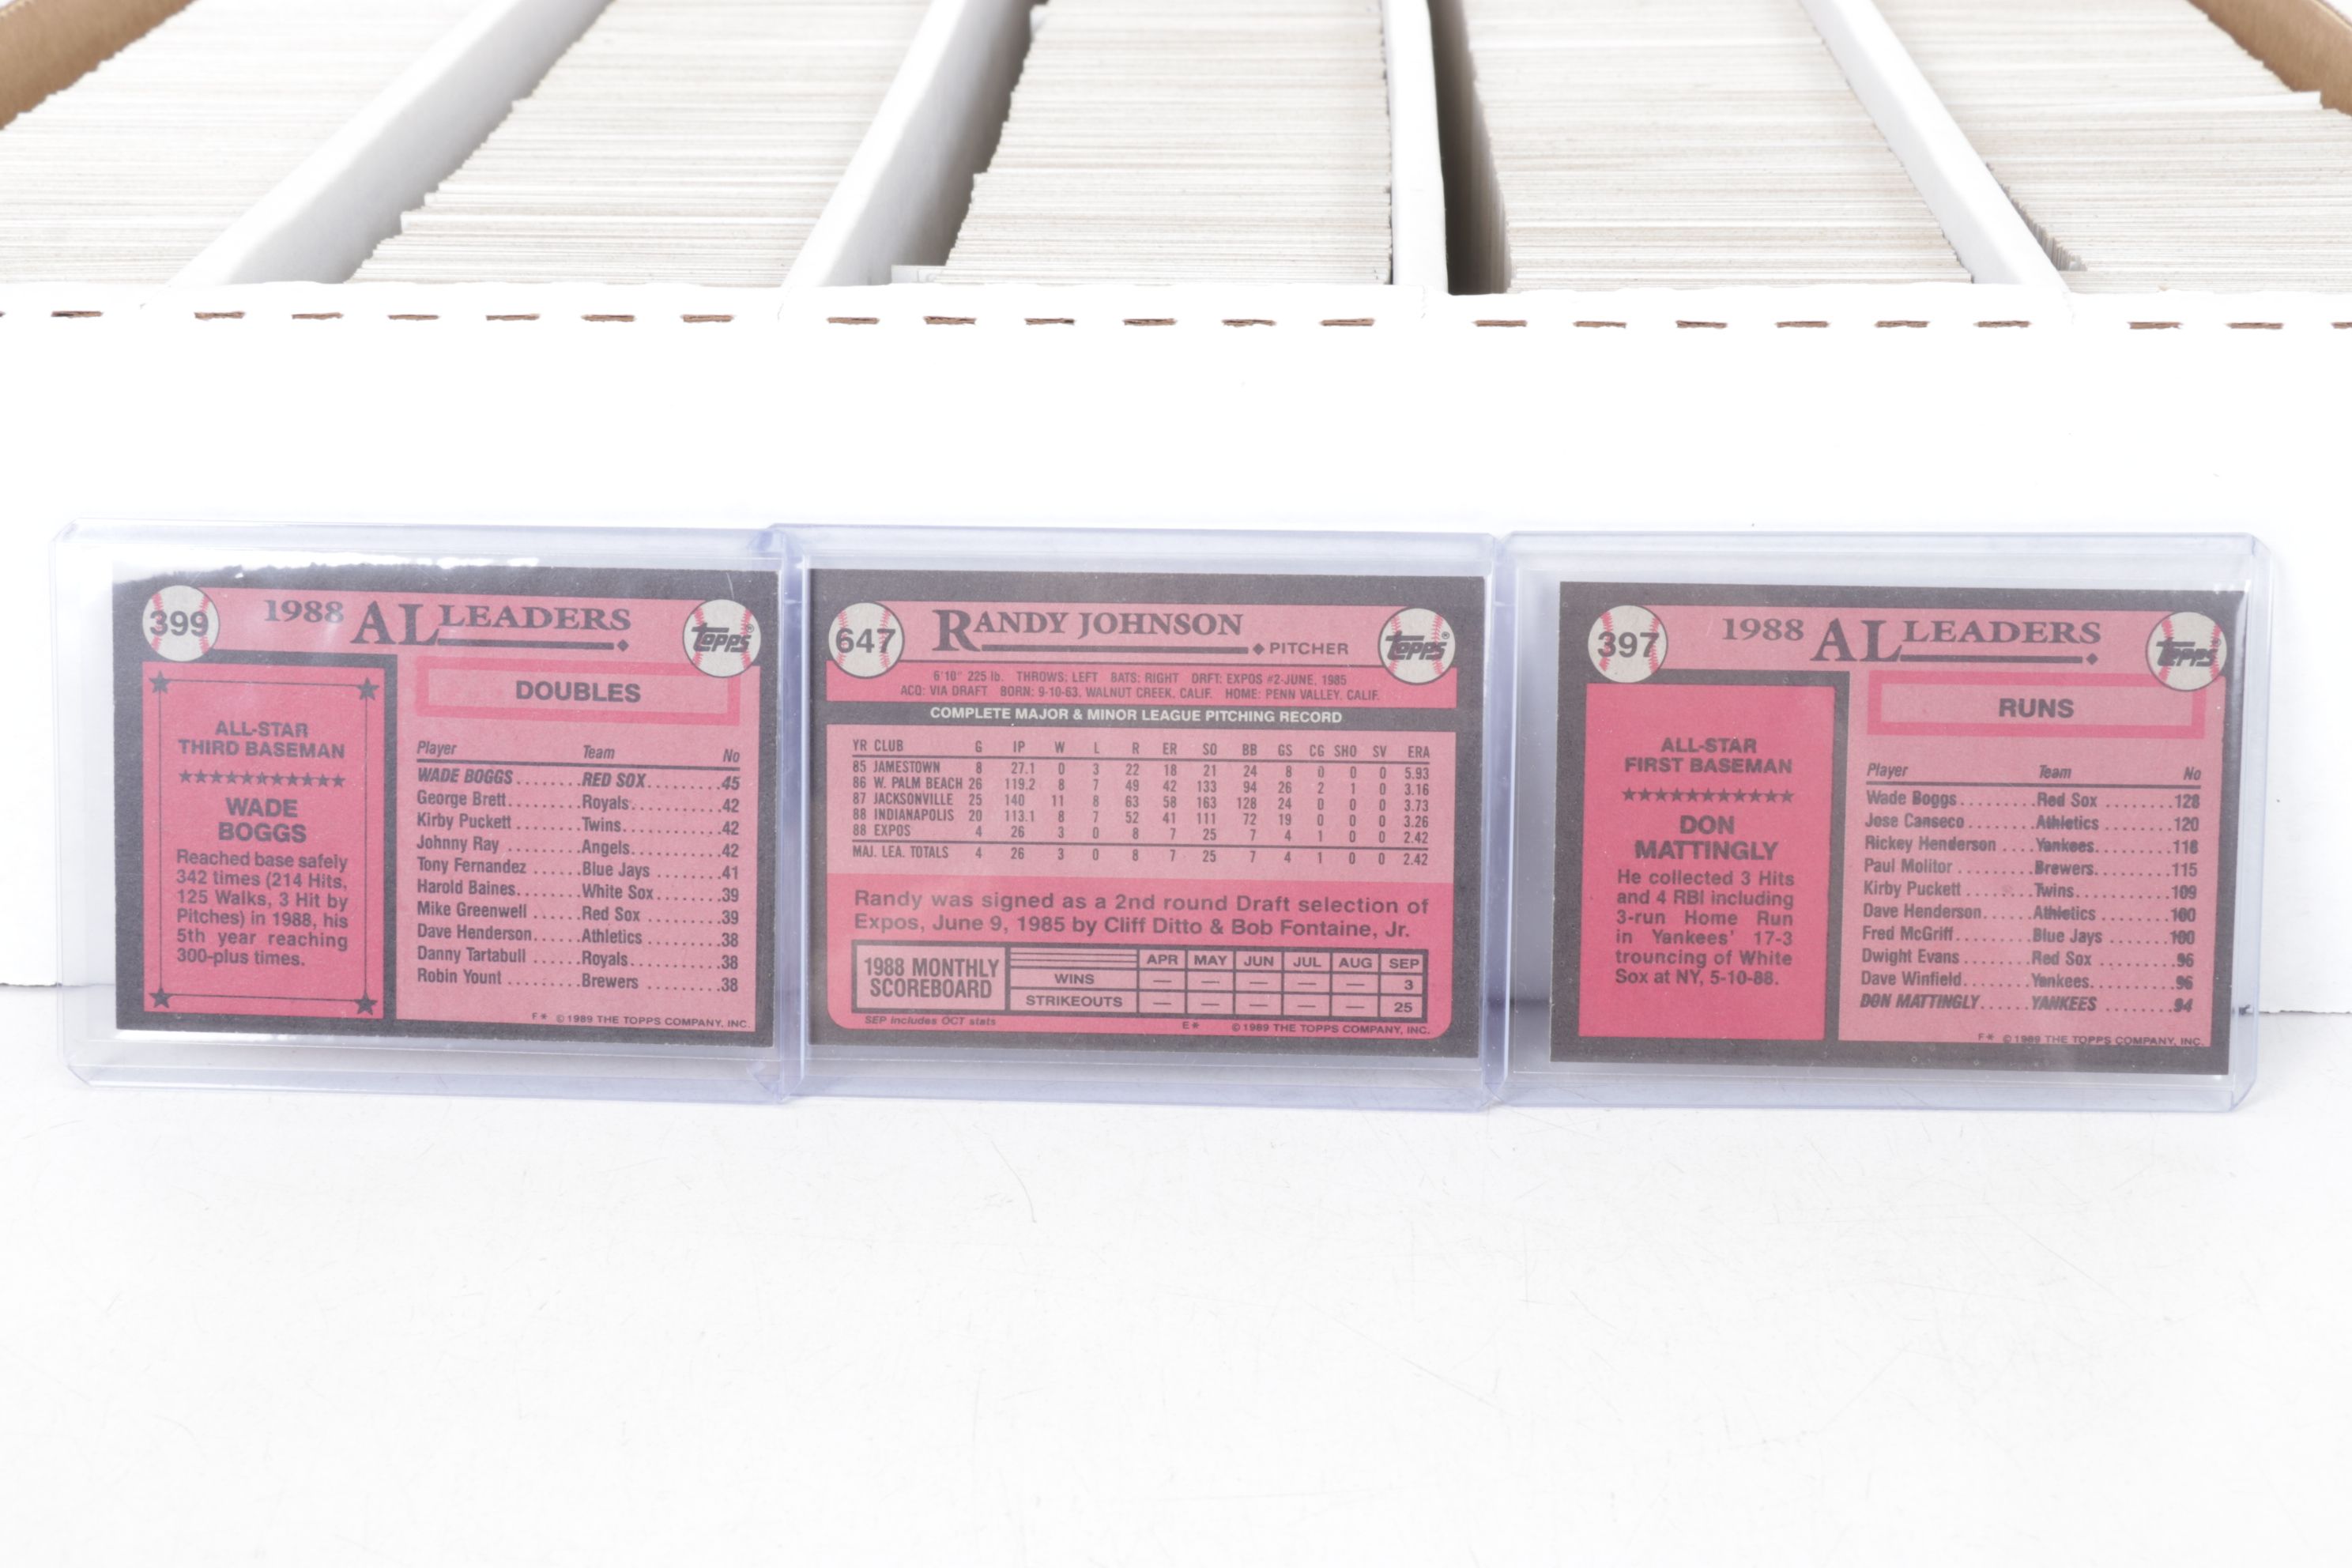 399
1988 AL LEADERS
topps®
ALL-STAR
THIRD BASEMAN
★★★★★★★★★★★
WADE
BOGGS
Reached base safely
342 times (214 Hits,
125 Walks, 3 Hit by
Pitches) in 1988, his
5th year reaching
300-plus times.
DOUBLES
Player Team No
WADE BOGGS........RED SOX..........45
George Brett.........Royals............42
Kirby Puckett ........Twins.............42
Johnny Ray .........Angels............42
Tony Fernandez ......Blue Jays .........41
Harold Baines........White Sox.........39
Mike Greenwell ......Red Sox ..........39
Dave Henderson......Athletics ..........38
Danny Tartabull ......Royals............38
Robin Yount .........Brewers ..........38
F* ©1989 THE TOPPS COMPANY, INC.
647
RANDY JOHNSON
◆ PITCHER
topps®
6'10" 225 lb. THROWS: LEFT BATS: RIGHT DRFT: EXPOS #2-JUNE, 1985
ACQ: VIA DRAFT BORN: 9-10-63, WALNUT CREEK, CALIF. HOME: PENN VALLEY, CALIF.
COMPLETE MAJOR & MINOR LEAGUE PITCHING RECORD
YR CLUB G IP W L R ER SO BB GS CG SHO SV ERA
85 JAMESTOWN 8 27.1 0 3 22 18 21 24 8 0 0 0 5.93
86 W. PALM BEACH 26 119.2 8 7 49 42 133 94 26 2 1 0 3.16
87 JACKSONVILLE 25 140 11 8 63 58 163 128 24 0 0 0 3.73
88 INDIANAPOLIS 20 113.1 8 7 52 41 111 72 19 0 0 0 3.26
88 EXPOS 4 26 3 0 8 7 25 7 4 1 0 0 2.42
MAJ. LEA. TOTALS 4 26 3 0 8 7 25 7 4 1 0 0 2.42
Randy was signed as a 2nd round Draft selection of
Expos, June 9, 1985 by Cliff Ditto & Bob Fontaine, Jr.
1988 MONTHLY
SCOREBOARD
APR MAY JUN JUL AUG SEP
WINS — — — — — 3
STRIKEOUTS — — — — — 25
SEP includes OCT stats
E* ©1989 THE TOPPS COMPANY, INC.
397
1988 AL LEADERS
topps
ALL-STAR
FIRST BASEMAN
★★★★★★★★★★★
DON
MATTINGLY
He collected 3 Hits
and 4 RBI including
3-run Home Run
in Yankees' 17-3
trouncing of White
Sox at NY, 5-10-88.
RUNS
Player Team No
Wade Boggs.........Red Sox ........128
Jose Canseco........Athletics ........120
Rickey Henderson ....Yankees.........118
Paul Molitor .........Brewers.........115
Kirby Puckett ........Twins...........109
Dave Henderson......Athletics ........100
Fred McGriff.........Blue Jays .......100
Dwight Evans ........Red Sox .........96
Dave Winfield........Yankees..........96
DON MATTINGLY......YANKEES .........94
F* ©1989 THE TOPPS COMPANY, INC.